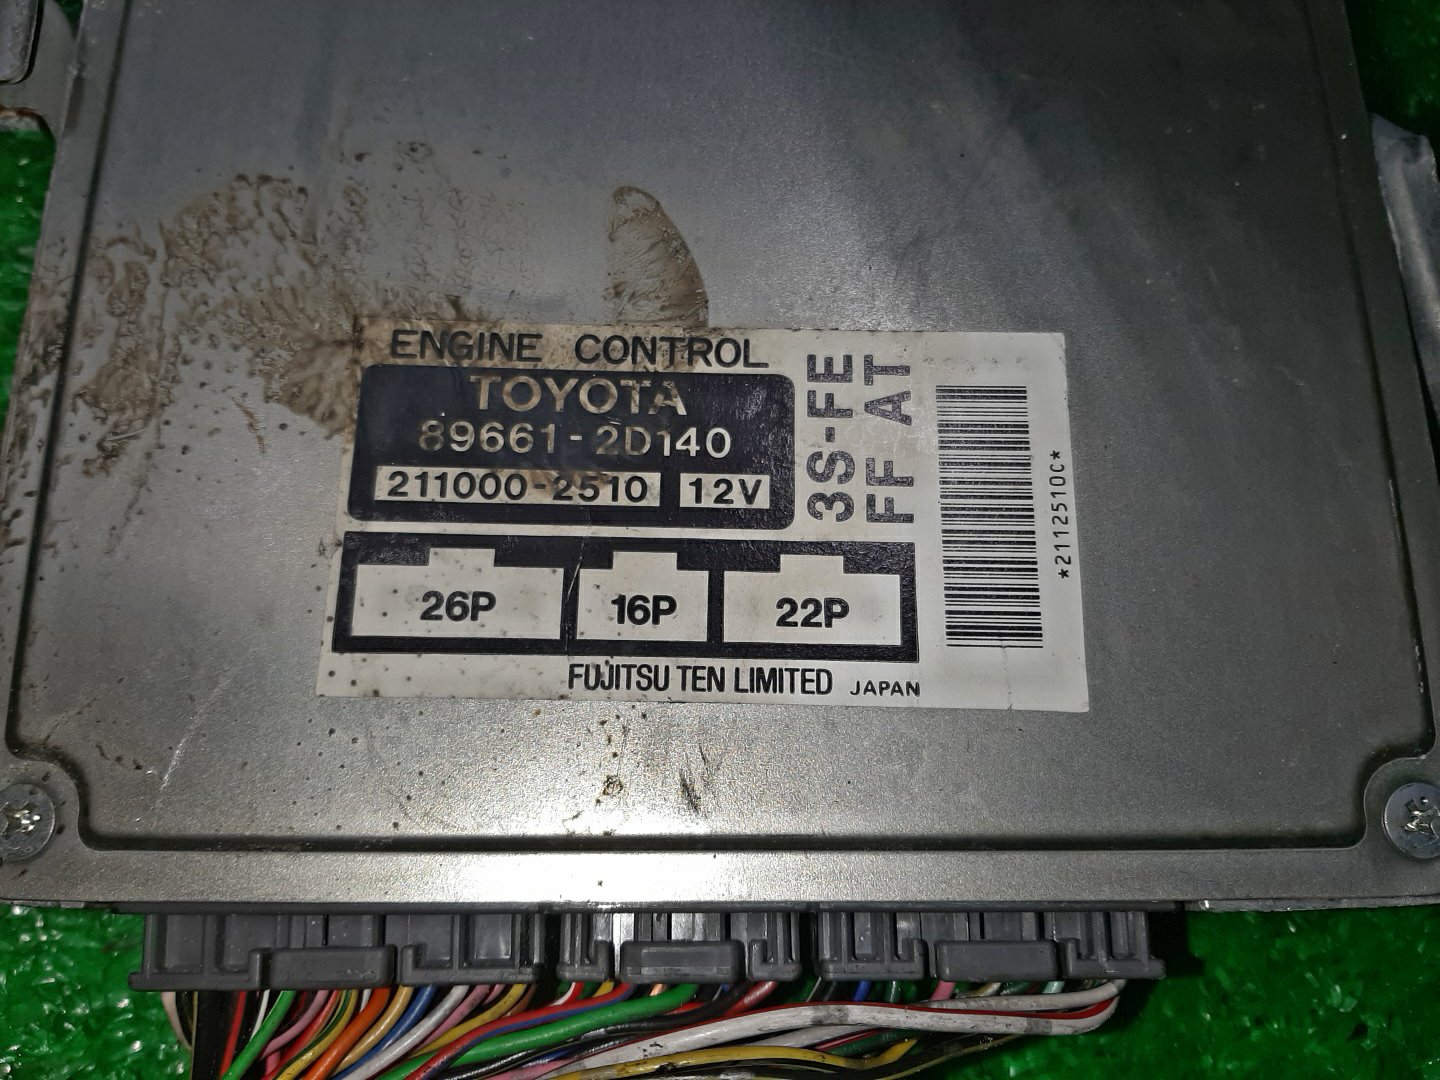 ENGINE CONTROL
TOYOTA
89661-2D140
211000-2510 12V
3S-FE
FF AT
26P 16P 22P
FUJITSU TEN LIMITED JAPAN
*2112510C*